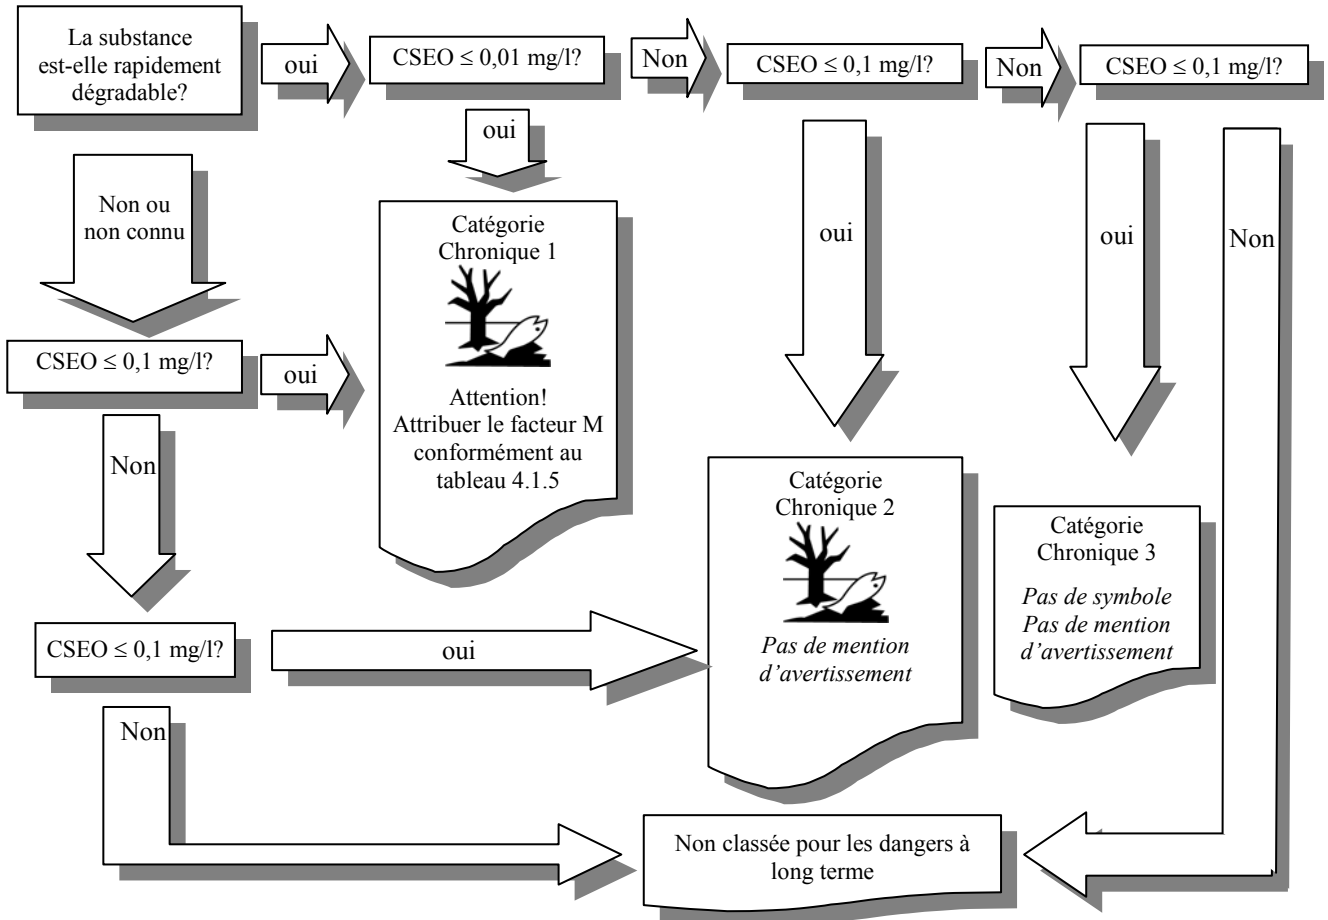 La substance
est-elle rapidement
dégradable?
oui
CSEO ≤ 0,01 mg/l?
Non
CSEO ≤ 0,1 mg/l?
Non
CSEO ≤ 0,1 mg/l?
oui
Non ou
non connu
Catégorie
Chronique 1
Attention!
Attribuer le facteur M
conformément au
tableau 4.1.5
oui
oui
Non
CSEO ≤ 0,1 mg/l?
oui
Non
Catégorie
Chronique 2
Pas de mention
d'avertissement
Catégorie
Chronique 3
Pas de symbole
Pas de mention
d'avertissement
CSEO ≤ 0,1 mg/l?
oui
Non
Non classée pour les dangers à
long terme